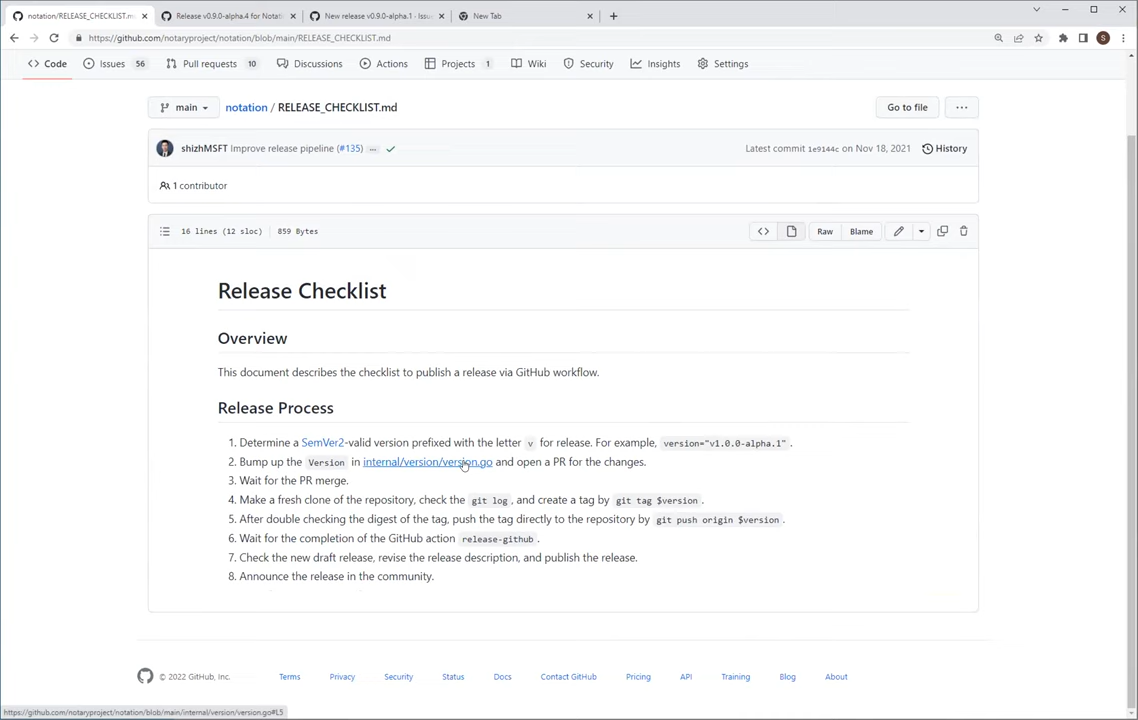 notation/RELEASE_CHECKLIST.m
Release v0.9.0-alpha.4 for Notati
New release v0.9.0-alpha.1 · Issu
New Tab
https://github.com/notaryproject/notation/blob/main/RELEASE_CHECKLIST.md
S
Code
Issues 56
Pull requests 10
Discussions
Actions
Projects 1
Wiki
Security
Insights
Settings
main
notation / RELEASE_CHECKLIST.md
Go to file
...
shizhMSFT Improve release pipeline (#135) ...
Latest commit 1e9144c on Nov 18, 2021
History
1 contributor
16 lines (12 sloc) 859 Bytes
Raw
Blame
Release Checklist
Overview
This document describes the checklist to publish a release via GitHub workflow.
Release Process
1. Determine a SemVer2-valid version prefixed with the letter v for release. For example, version="v1.0.0-alpha.1".
2. Bump up the Version in internal/version/version.go and open a PR for the changes.
3. Wait for the PR merge.
4. Make a fresh clone of the repository, check the git log, and create a tag by git tag $version.
5. After double checking the digest of the tag, push the tag directly to the repository by git push origin $version.
6. Wait for the completion of the GitHub action release-github.
7. Check the new draft release, revise the release description, and publish the release.
8. Announce the release in the community.
© 2022 GitHub, Inc.
Terms
Privacy
Security
Status
Docs
Contact GitHub
Pricing
API
Training
Blog
About
https://github.com/notaryproject/notation/blob/main/internal/version/version.go#L5